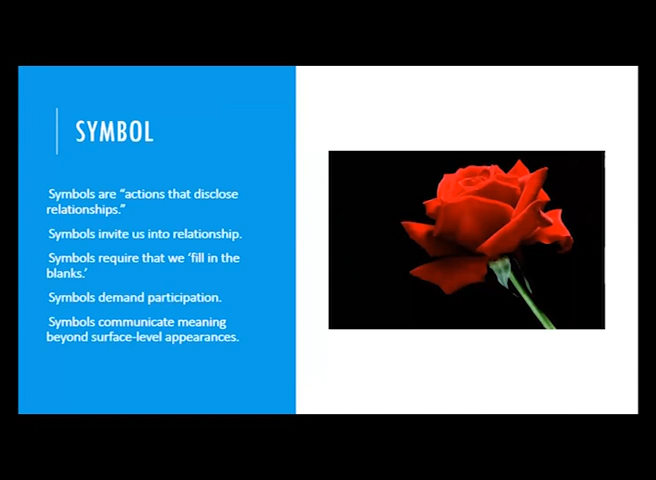 SYMBOL
Symbols are “actions that disclose
relationships.”
Symbols invite us into relationship.
Symbols require that we ‘fill in the
blanks.’
Symbols demand participation.
Symbols communicate meaning
beyond surface-level appearances.